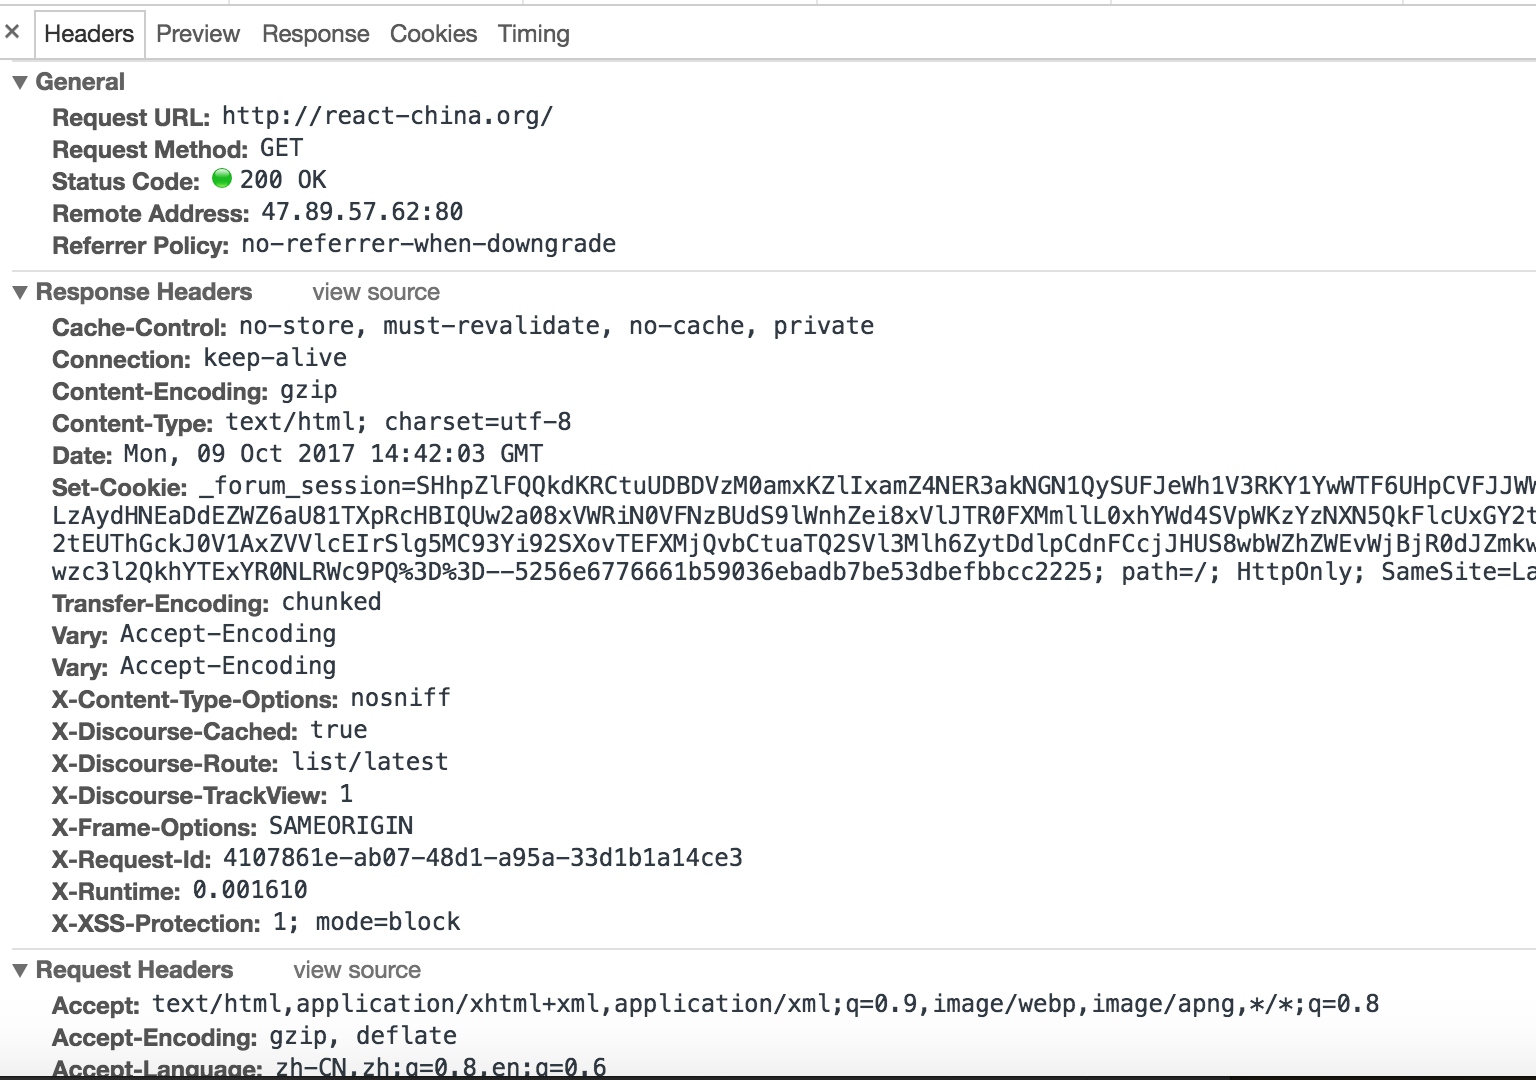 × Headers Preview Response Cookies Timing
▼ General
Request URL: http://react-china.org/
Request Method: GET
Status Code: 200 OK
Remote Address: 47.89.57.62:80
Referrer Policy: no-referrer-when-downgrade
▼ Response Headers view source
Cache-Control: no-store, must-revalidate, no-cache, private
Connection: keep-alive
Content-Encoding: gzip
Content-Type: text/html; charset=utf-8
Date: Mon, 09 Oct 2017 14:42:03 GMT
Set-Cookie: _forum_session=SHhpZlFQQkdKRCtuUDBDVzM0amxKZlIxamZ4NER3akNGN1QySUFJeWh1V3RKY1YwWTF6UHpCVFJJWW
LzAydHNEaDdEZWZ6aU81TXpRcHBIQUw2a08xVWRiN0VFNzBUdS9lWnhZei8xVlJTR0FXMmllL0xhYWd4SVpWKzYzNXN5QkFlcUxGY2t
2tEUThGckJ0V1AxZVVlcEIrSlg5MC93Yi92SXovTEFXMjQvbCtuaTQ2SVl3Mlh6ZytDdlpCdnFCcjJHUS8wbWZhZWEvWjBjR0dJZmkw
wzc3l2QkhYTExYR0NLRWc9PQ%3D%3D--5256e6776661b59036ebadb7be53dbefbbcc2225; path=/; HttpOnly; SameSite=La
Transfer-Encoding: chunked
Vary: Accept-Encoding
Vary: Accept-Encoding
X-Content-Type-Options: nosniff
X-Discourse-Cached: true
X-Discourse-Route: list/latest
X-Discourse-TrackView: 1
X-Frame-Options: SAMEORIGIN
X-Request-Id: 4107861e-ab07-48d1-a95a-33d1b1a14ce3
X-Runtime: 0.001610
X-XSS-Protection: 1; mode=block
▼ Request Headers view source
Accept: text/html,application/xhtml+xml,application/xml;q=0.9,image/webp,image/apng,*/*;q=0.8
Accept-Encoding: gzip, deflate
Accept-Language: zh-CN,zh;q=0.8,en;q=0.6